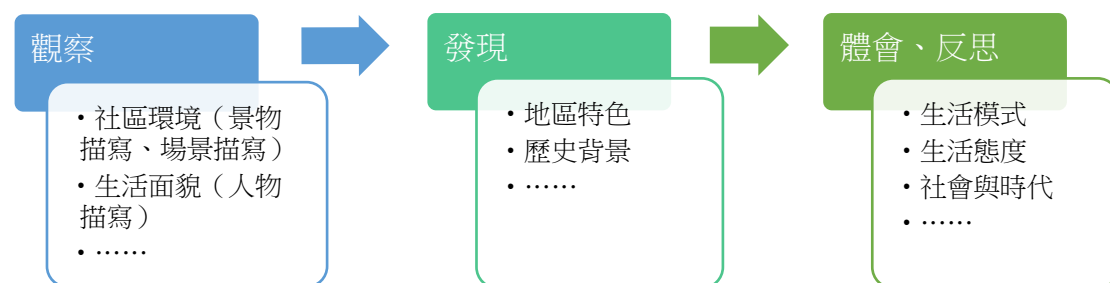 觀察
・社區環境（景物
描寫、場景描寫）
・生活面貌（人物
描寫）
・……
發現
・地區特色
・歷史背景
・……
體會、反思
・生活模式
・生活態度
・社會與時代
・……